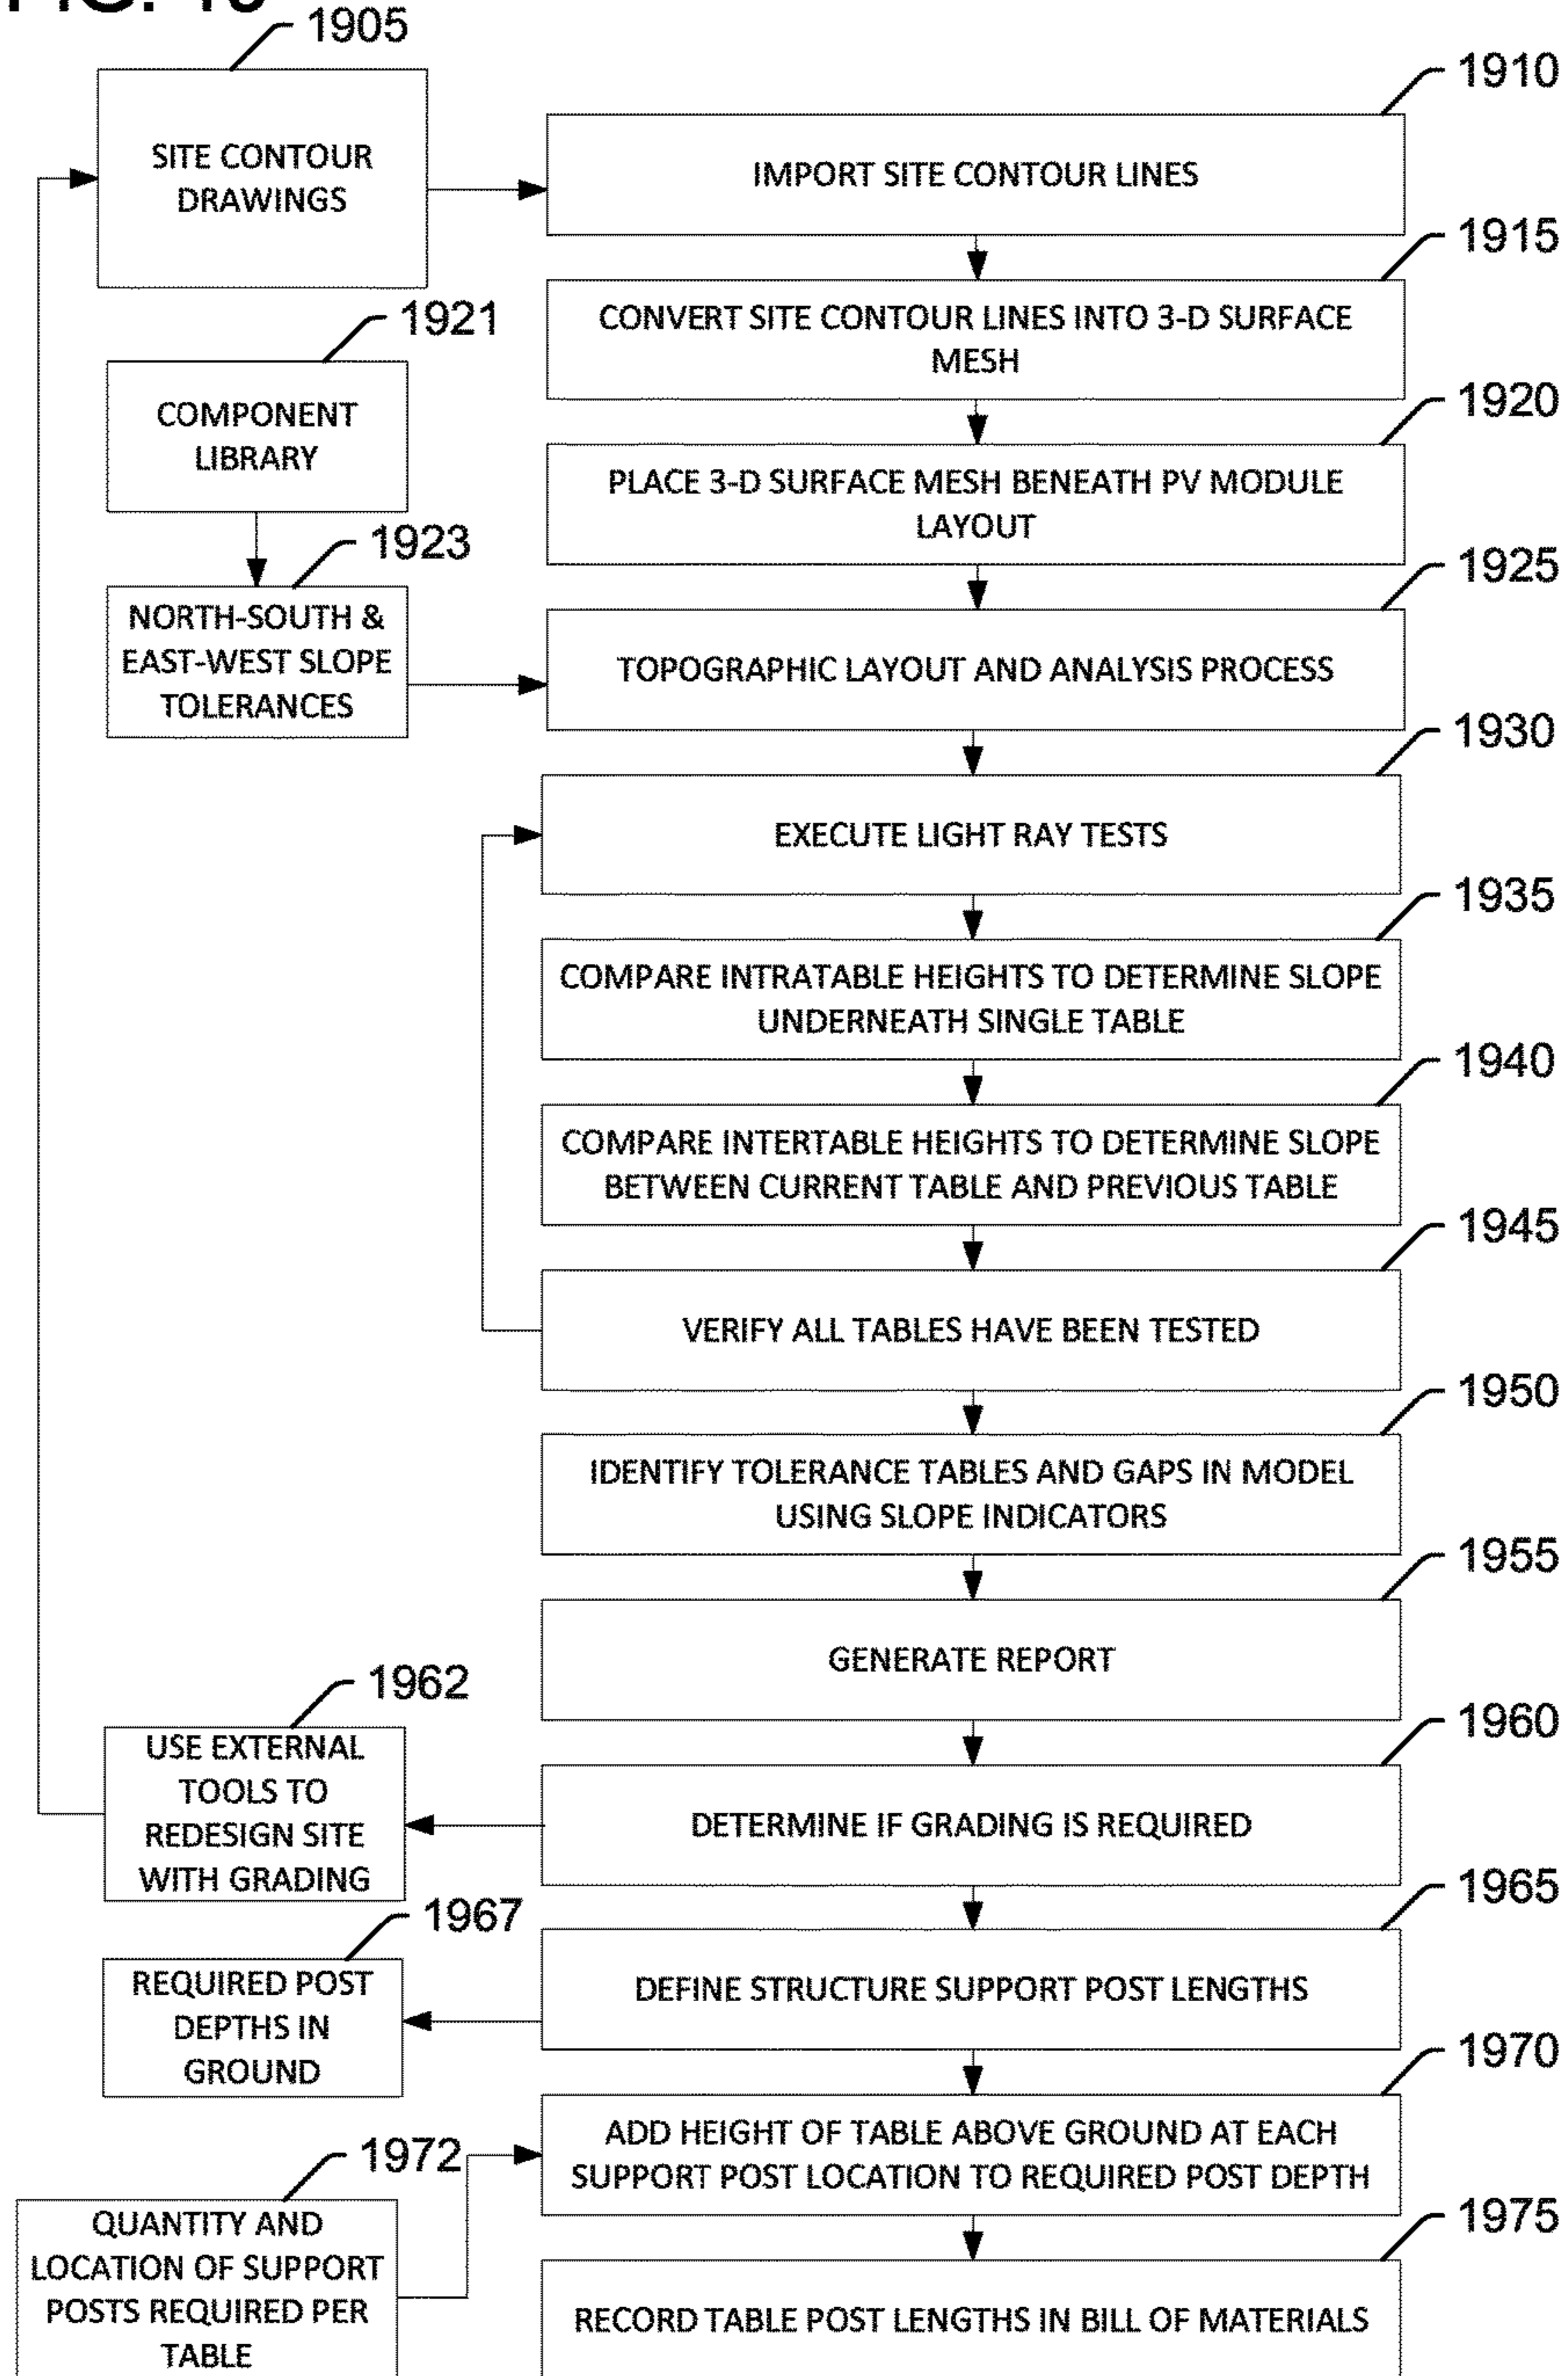 1905
SITE CONTOUR
DRAWINGS
1910
IMPORT SITE CONTOUR LINES
1915
CONVERT SITE CONTOUR LINES INTO 3-D SURFACE
MESH
1921
COMPONENT
LIBRARY
1920
PLACE 3-D SURFACE MESH BENEATH PV MODULE
LAYOUT
1923
NORTH-SOUTH &
EAST-WEST SLOPE
TOLERANCES
1925
TOPOGRAPHIC LAYOUT AND ANALYSIS PROCESS
1930
EXECUTE LIGHT RAY TESTS
1935
COMPARE INTRATABLE HEIGHTS TO DETERMINE SLOPE
UNDERNEATH SINGLE TABLE
1940
COMPARE INTERTABLE HEIGHTS TO DETERMINE SLOPE
BETWEEN CURRENT TABLE AND PREVIOUS TABLE
1945
VERIFY ALL TABLES HAVE BEEN TESTED
1950
IDENTIFY TOLERANCE TABLES AND GAPS IN MODEL
USING SLOPE INDICATORS
1955
GENERATE REPORT
1960
DETERMINE IF GRADING IS REQUIRED
1962
USE EXTERNAL
TOOLS TO
REDESIGN SITE
WITH GRADING
1965
DEFINE STRUCTURE SUPPORT POST LENGTHS
1967
REQUIRED POST
DEPTHS IN
GROUND
1970
ADD HEIGHT OF TABLE ABOVE GROUND AT EACH
SUPPORT POST LOCATION TO REQUIRED POST DEPTH
1972
QUANTITY AND
LOCATION OF SUPPORT
POSTS REQUIRED PER
TABLE
1975
RECORD TABLE POST LENGTHS IN BILL OF MATERIALS